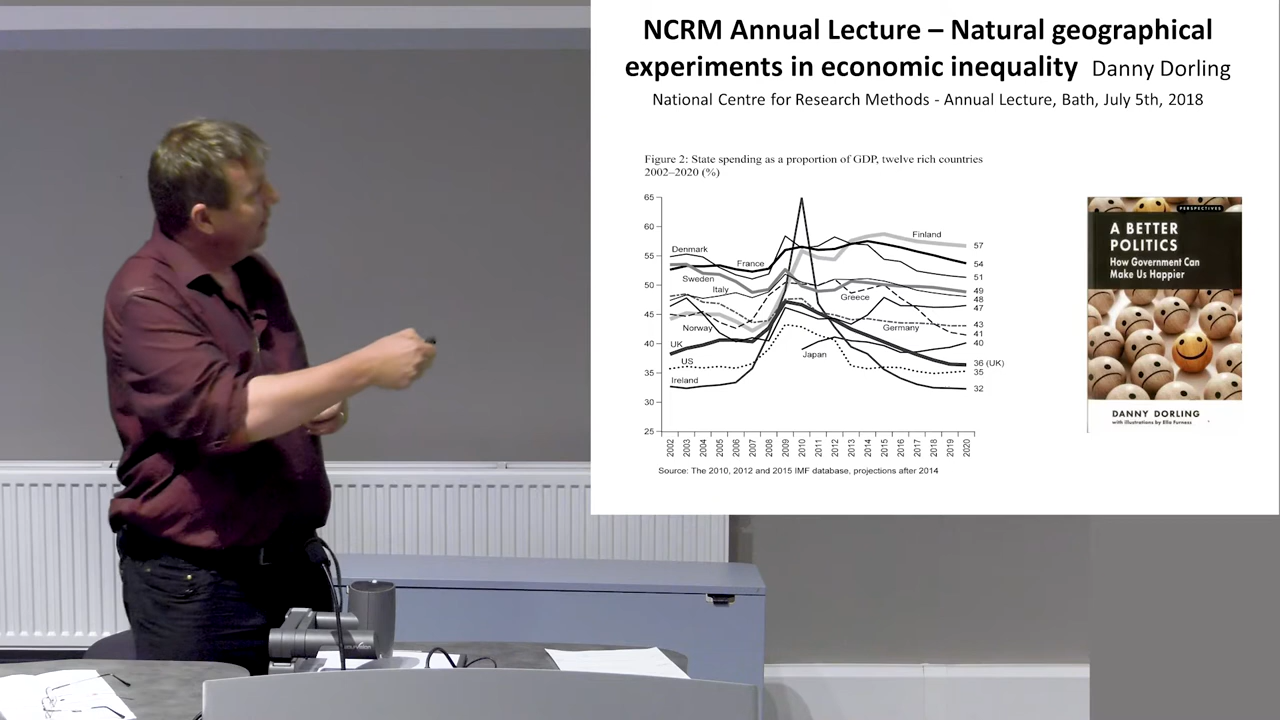 NCRM Annual Lecture – Natural geographical
experiments in economic inequality Danny Dorling
National Centre for Research Methods - Annual Lecture, Bath, July 5th, 2018
Figure 2: State spending as a proportion of GDP, twelve rich countries
2002–2020 (%)
65
60
55
50
45
40
35
30
25
Denmark
Sweden
Italy
France
Norway
UK
US
Ireland
Japan
Greece
Germany
Finland
57
54
51
49
48
47
43
41
40
36 (UK)
35
32
2002
2003
2004
2005
2006
2007
2008
2009
2010
2011
2012
2013
2014
2015
2016
2017
2018
2019
2020
Source: The 2010, 2012 and 2015 IMF database, projections after 2014
PERSPECTIVES
A BETTER
POLITICS
How Government Can
Make Us Happier
DANNY DORLING
with illustrations by Ella Furness